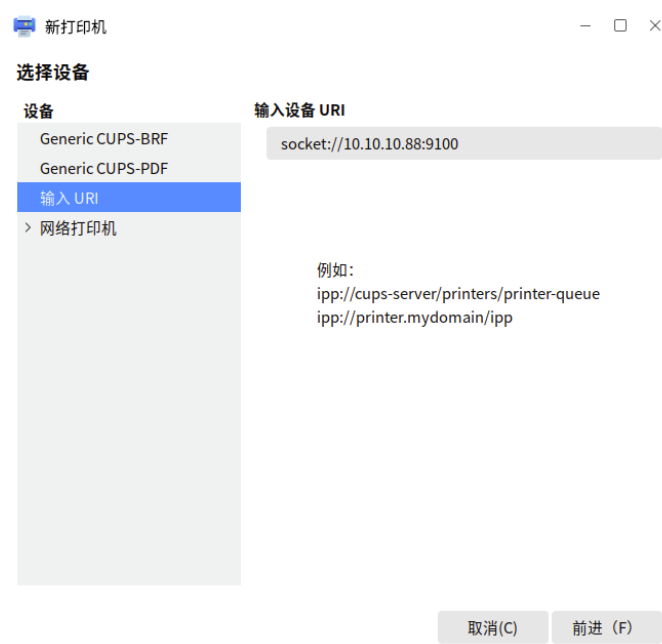 新打印机
选择设备
设备
Generic CUPS-BRF
Generic CUPS-PDF
输入 URI
网络打印机
输入设备 URI
socket://10.10.10.88:9100
例如：
ipp://cups-server/printers/printer-queue
ipp://printer.mydomain/ipp
取消(C)
前进（F）